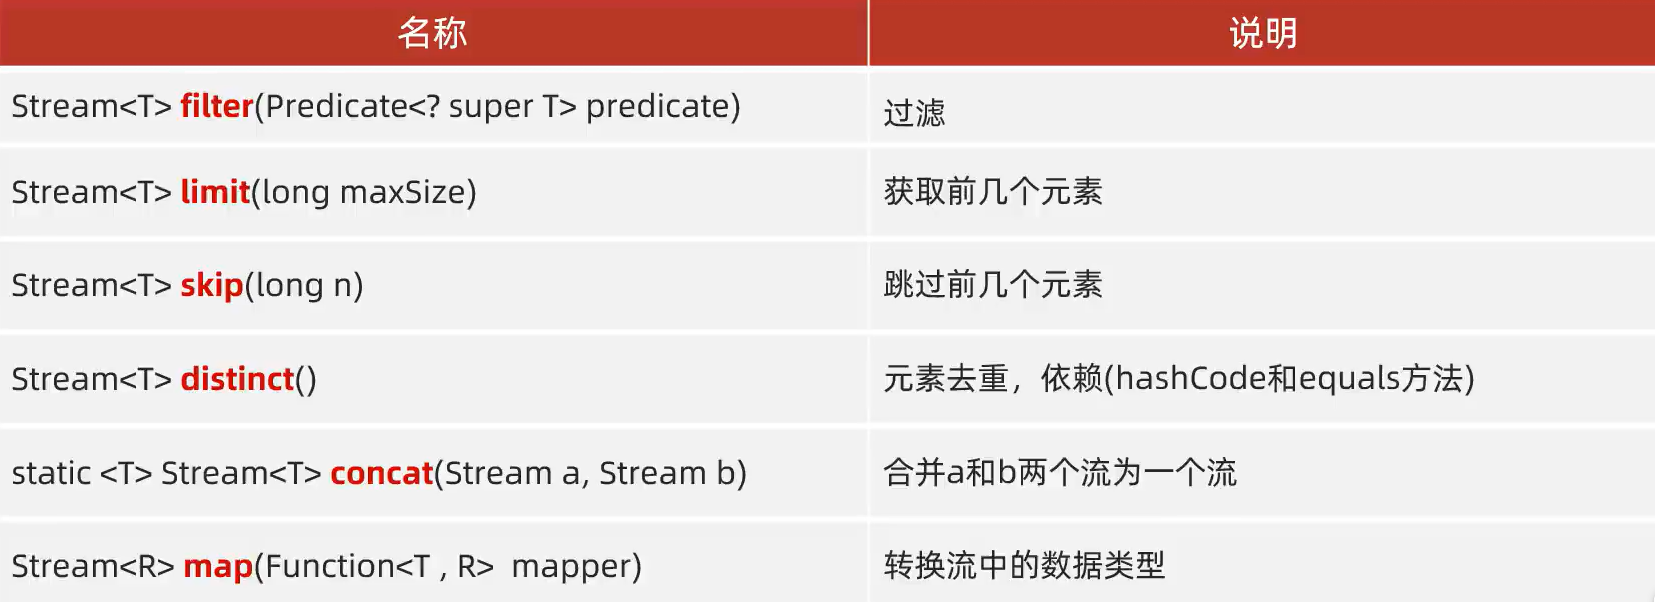 名称 说明
Stream<T> filter(Predicate<? super T> predicate) 过滤
Stream<T> limit(long maxSize) 获取前几个元素
Stream<T> skip(long n) 跳过前几个元素
Stream<T> distinct() 元素去重，依赖(hashCode和equals方法)
static <T> Stream<T> concat(Stream a, Stream b) 合并a和b两个流为一个流
Stream<R> map(Function<T , R>  mapper) 转换流中的数据类型